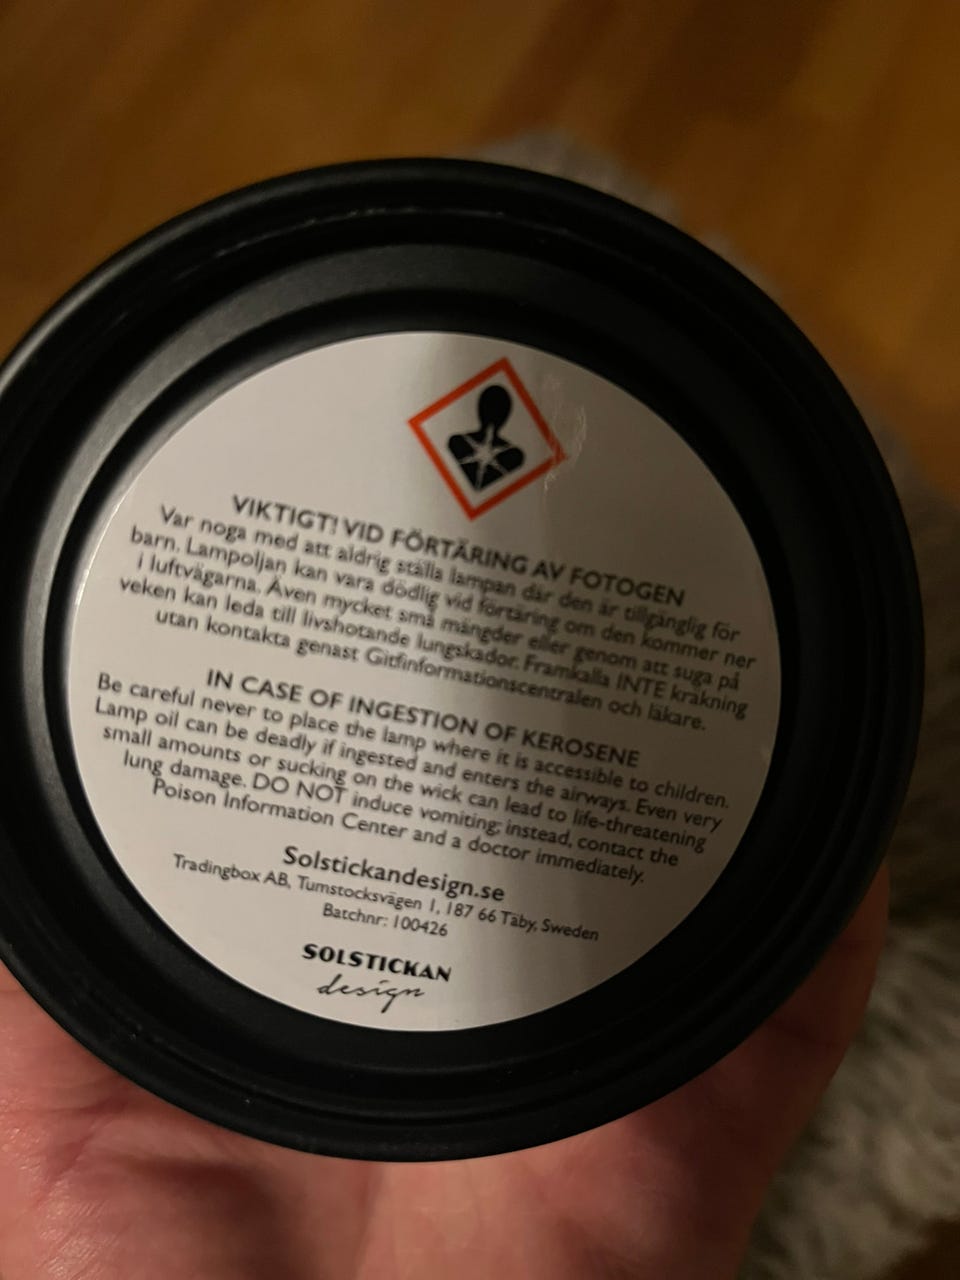 VIKTIGT! VID FÖRTÄRING AV FOTOGEN
Var noga med att aldrig ställa lampan där den är tillgänglig för
barn. Lampoljan kan vara dödlig vid förtäring om den kommer ner
i luftvägarna. Även mycket små mängder eller genom att suga på
veken kan leda till livshotande lungskador. Framkalla INTE kräkning
utan kontakta genast Giftinformationscentralen och läkare.
IN CASE OF INGESTION OF KEROSENE
Be careful never to place the lamp where it is accessible to children.
Lamp oil can be deadly if ingested and enters the airways. Even very
small amounts or sucking on the wick can lead to life-threatening
lung damage. DO NOT induce vomiting; instead, contact the
Poison Information Center and a doctor immediately.
Solstickandesign.se
Tradingbox AB, Tumstocksvägen 1, 187 66 Täby, Sweden
Batchnr: 100426
SOLSTICKAN
design